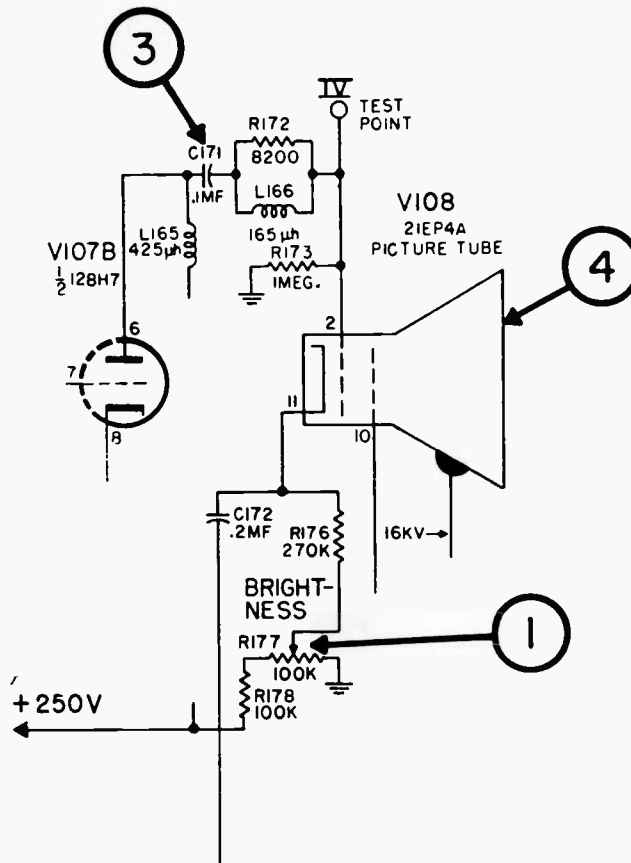 3
IV
TEST
POINT
R172
8200
C171
.1MF
L166
165µh
L165
425µh
V107B
½ 12BH7
R173
1MEG.
V108
21EP4A
PICTURE TUBE
4
6
7
8
2
11
10
C172
.2MF
R176
270K
16KV
BRIGHT-
NESS
R177
100K
1
R178
100K
+250V